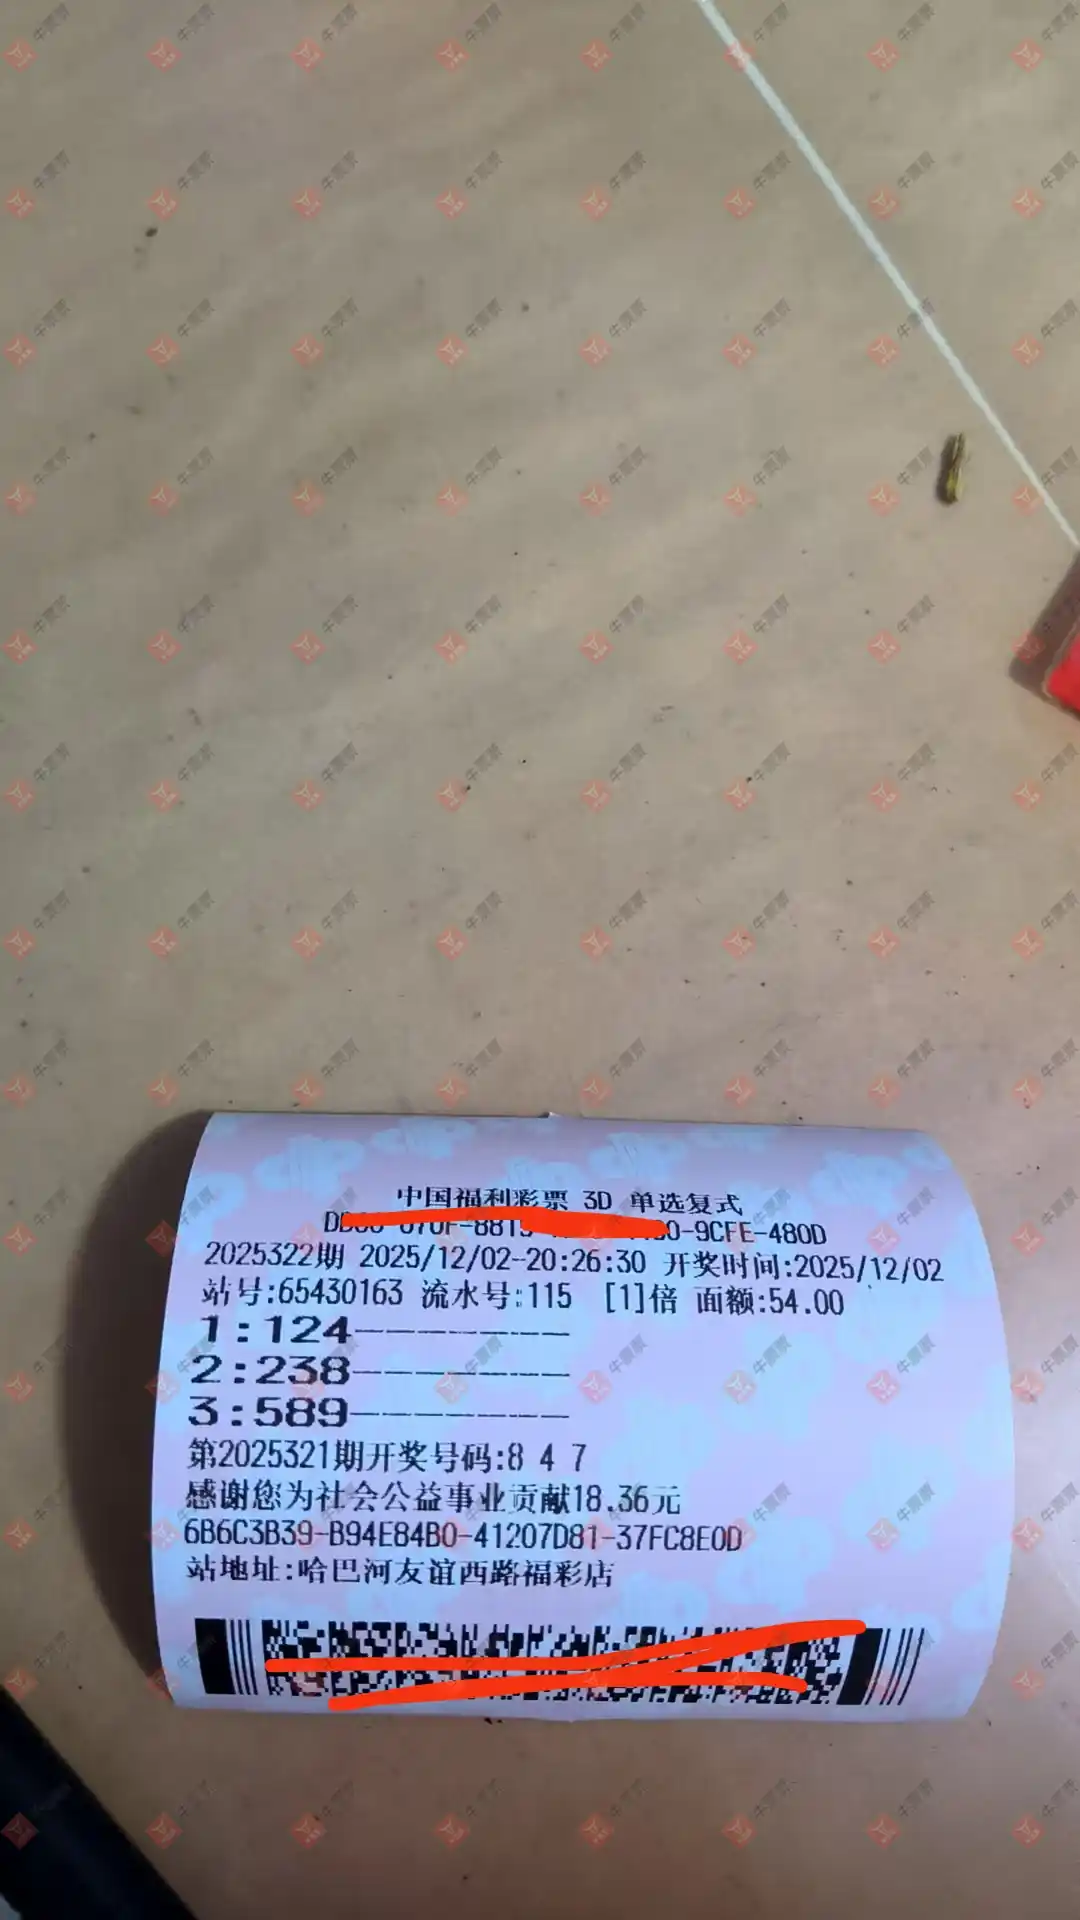 中国福利彩票 3D 单选复式
-9CFE-480D
2025322期 2025/12/02-20:26:30 开奖时间:2025/12/02
站号:65430163 流水号:115 [1]倍 面额:54.00
1:124-------
2:238-------
3:589-------
第2025321期开奖号码:8 4 7
感谢您为社会公益事业贡献18.36元
6B6C3B39-B94E84B0-41207D81-37FC8E0D
站地址:哈巴河友谊西路福彩店